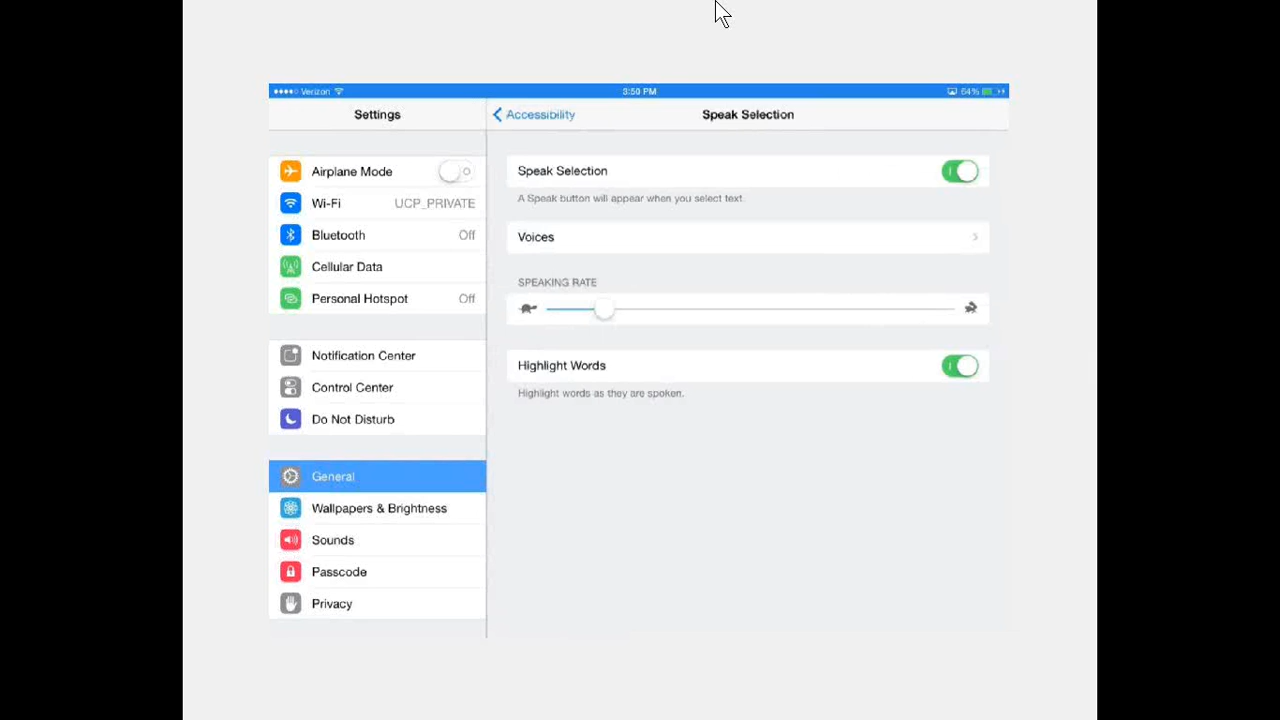 Verizon 3:50 PM 64%
Settings
Accessibility
Speak Selection
Airplane Mode
Wi-Fi UCP_PRIVATE
Bluetooth Off
Cellular Data
Personal Hotspot Off
Notification Center
Control Center
Do Not Disturb
General
Wallpapers & Brightness
Sounds
Passcode
Privacy
Speak Selection
A Speak button will appear when you select text.
Voices
SPEAKING RATE
Highlight Words
Highlight words as they are spoken.